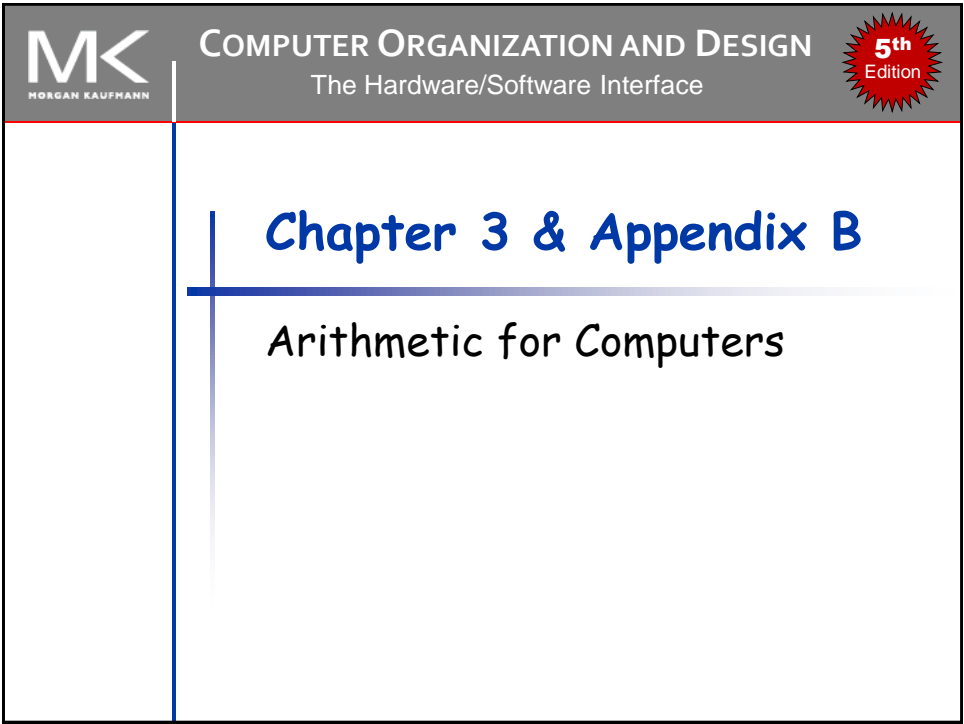 MK
MORGAN KAUFMANN
COMPUTER ORGANIZATION AND DESIGN
The Hardware/Software Interface
5th
Edition
Chapter 3 & Appendix B
Arithmetic for Computers